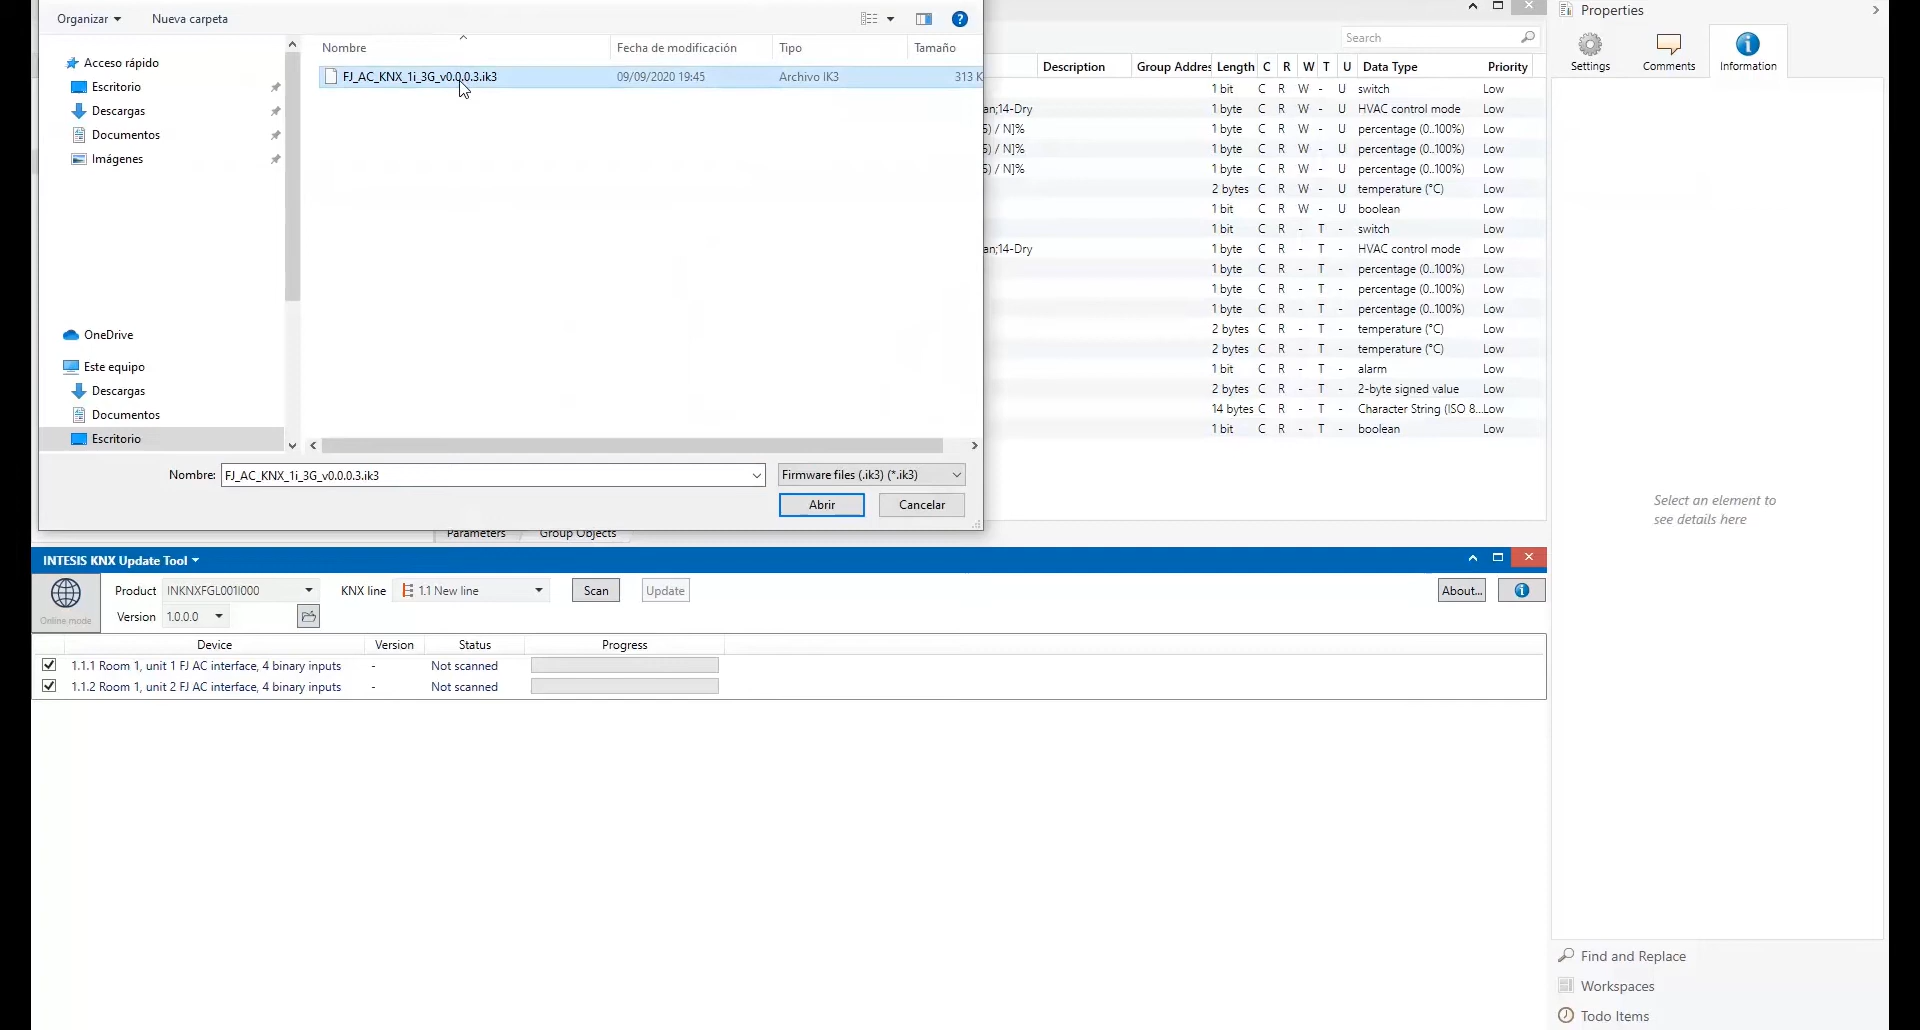 Organizar
Nueva carpeta
Nombre
Fecha de modificación
Tipo
Tamaño
FJ_AC_KNX_1i_3G_v0.0.0.3.ik3
09/09/2020 19:45
Archivo IK3
313 K
Acceso rápido
Escritorio
Descargas
Documentos
Imágenes
OneDrive
Este equipo
Descargas
Documentos
Escritorio
Nombre:
FJ_AC_KNX_1i_3G_v0.0.0.3.ik3
Firmware files (.ik3) (*.ik3)
Abrir
Cancelar
Search
Description Group Addres Length C R W T U Data Type Priority
1 bit C R W - U switch Low
an;14-Dry 1 byte C R W - U HVAC control mode Low
5) / N]% 1 byte C R W - U percentage (0..100%) Low
5) / N]% 1 byte C R W - U percentage (0..100%) Low
5) / N]% 1 byte C R W - U percentage (0..100%) Low
2 bytes C R W - U temperature (°C) Low
1 bit C R W - U boolean Low
1 bit C R - T - switch Low
an;14-Dry 1 byte C R - T - HVAC control mode Low
1 byte C R - T - percentage (0..100%) Low
1 byte C R - T - percentage (0..100%) Low
1 byte C R - T - percentage (0..100%) Low
2 bytes C R - T - temperature (°C) Low
2 bytes C R - T - temperature (°C) Low
1 bit C R - T - alarm Low
2 bytes C R - T - 2-byte signed value Low
14 bytes C R - T - Character String (ISO 8... Low
1 bit C R - T - boolean Low
Parameters
Group Objects
Properties
Settings
Comments
Information
Select an element to
see details here
Find and Replace
Workspaces
Todo Items
INTESIS KNX Update Tool
Online mode
Product INKNXFGL001I000
KNX line 1.1 New line
Scan
Update
About...
Version 1.0.0.0
Device Version Status Progress
1.1.1 Room 1, unit 1 FJ AC interface, 4 binary inputs - Not scanned
1.1.2 Room 1, unit 2 FJ AC interface, 4 binary inputs - Not scanned